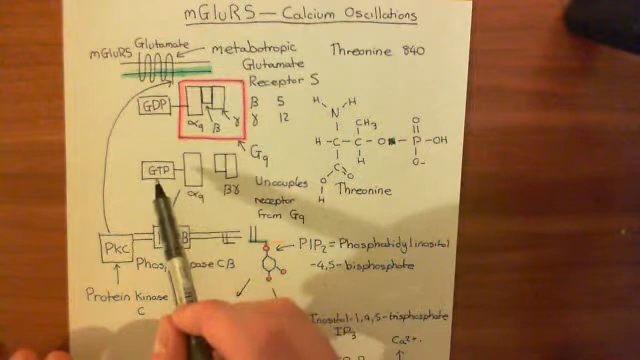 mGluR5 — Calcium Oscillations
mGluR5 Glutamate
metabotropic
Glutamate
Receptor 5
Threonine 840
GDP
αq β γ
β 5
γ 12
Gq
GTP
αq
βγ
Uncouples
receptor
from Gq
H H
N
CH3
O
H C C O P OH
H
O-
C
O O
H
Threonine
PKC
Cβ
PIP2 = Phosphatidylinositol
-4,5-bisphosphate
Protein Kinase
C
Inositol-1,4,5-trisphosphate
IP3
Ca2+